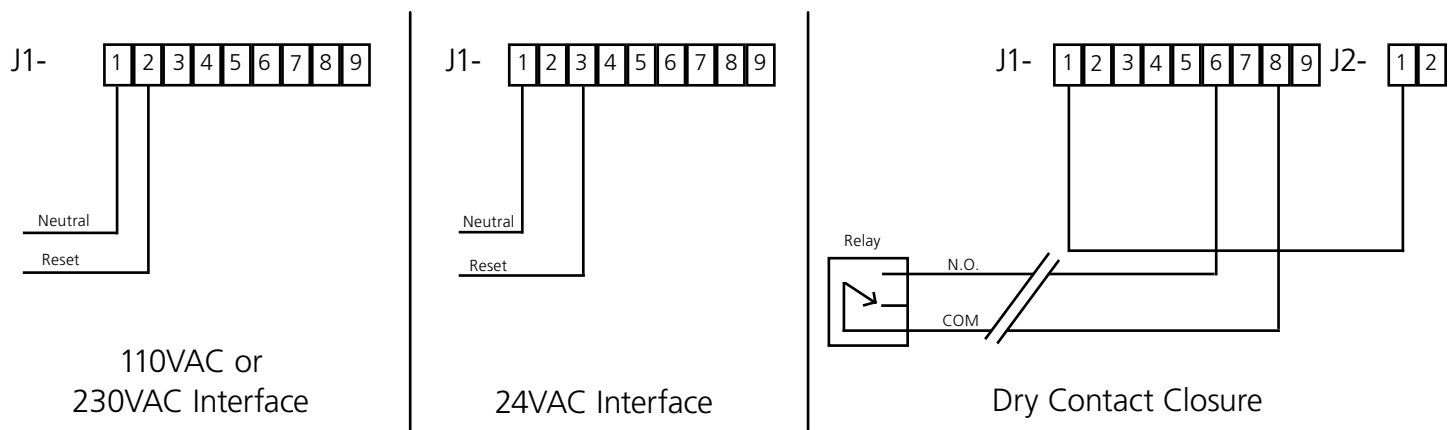 J1- 1 2 3 4 5 6 7 8 9
Neutral
Reset
110VAC or
230VAC Interface
J1- 1 2 3 4 5 6 7 8 9
Neutral
Reset
24VAC Interface
J1- 1 2 3 4 5 6 7 8 9 J2- 1 2
Relay
N.O.
COM
Dry Contact Closure